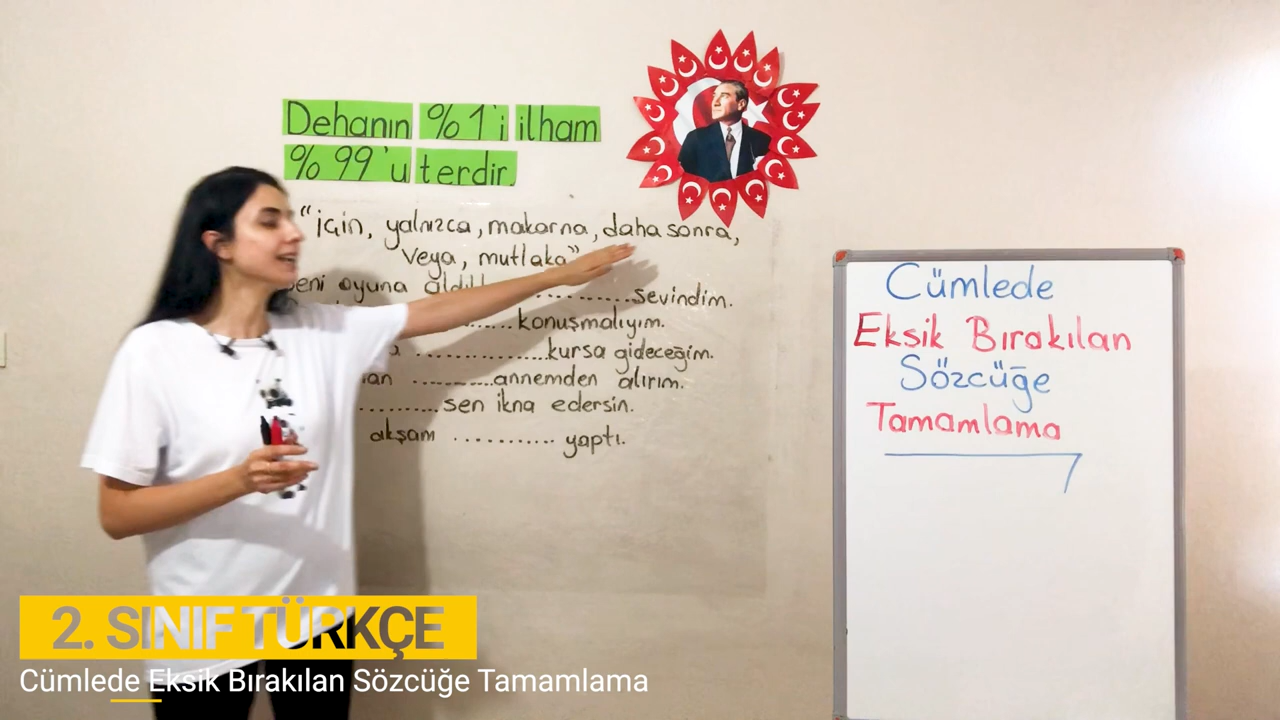 Dehanın %1'i ilham
%99'u terdir.
"için, yalnızca, makarna, daha sonra,
veya, mutlaka"
eni oyuna aldık ............sevindim.
......konuşmalıyım.
a ..............kursa gideceğim.
an .........annemden alırım.
.........sen ikna edersin.
akşam ........... yaptı.
Cümlede
Eksik Bırakılan
Sözcüğe
Tamamlama
2. SINIF TÜRKÇE
Cümlede Eksik Bırakılan Sözcüğe Tamamlama